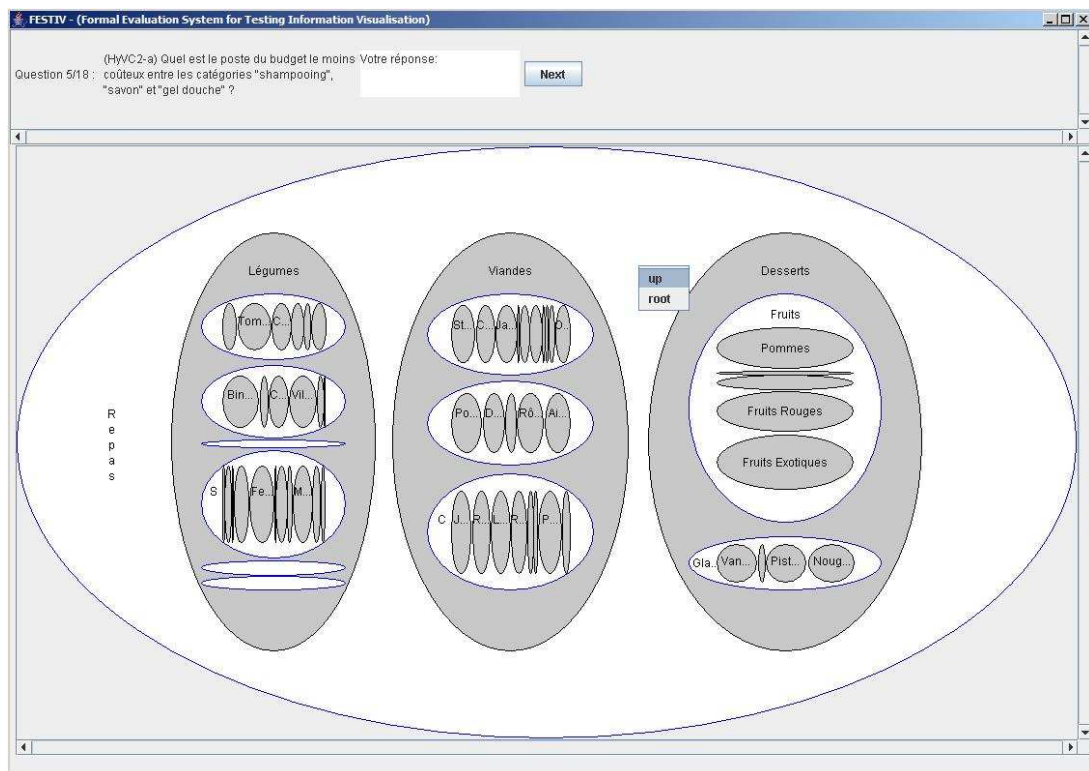 FESTIV - (Formal Evaluation System for Testing Information Visualisation)
Question 5/18 :
(HyVC2-a) Quel est le poste du budget le moins
coûteux entre les catégories "shampooing",
"savon" et "gel douche" ?
Votre réponse:
Next
Repas
Légumes
Tom... C...
Bin... C... Vil...
S Fe... M...
Viandes
St... C... Ja... O...
Po... D... Rô... Ai...
C J... R... L... R... P...
up
root
Desserts
Fruits
Pommes
Fruits Rouges
Fruits Exotiques
Gla... Van... Pist... Noug...